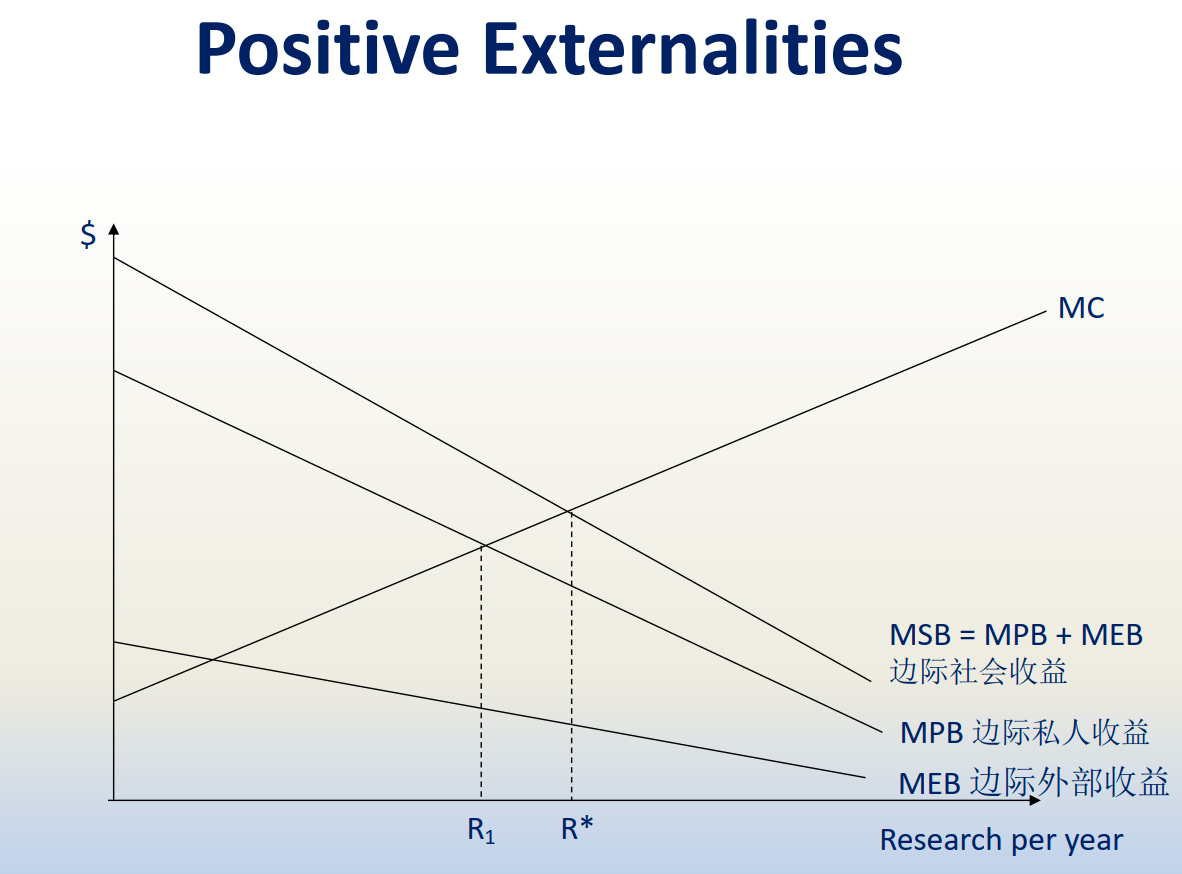 Positive Externalities
$
MC
MSB = MPB + MEB
边际社会收益
MPB 边际私人收益
MEB 边际外部收益
R₁
R*
Research per year